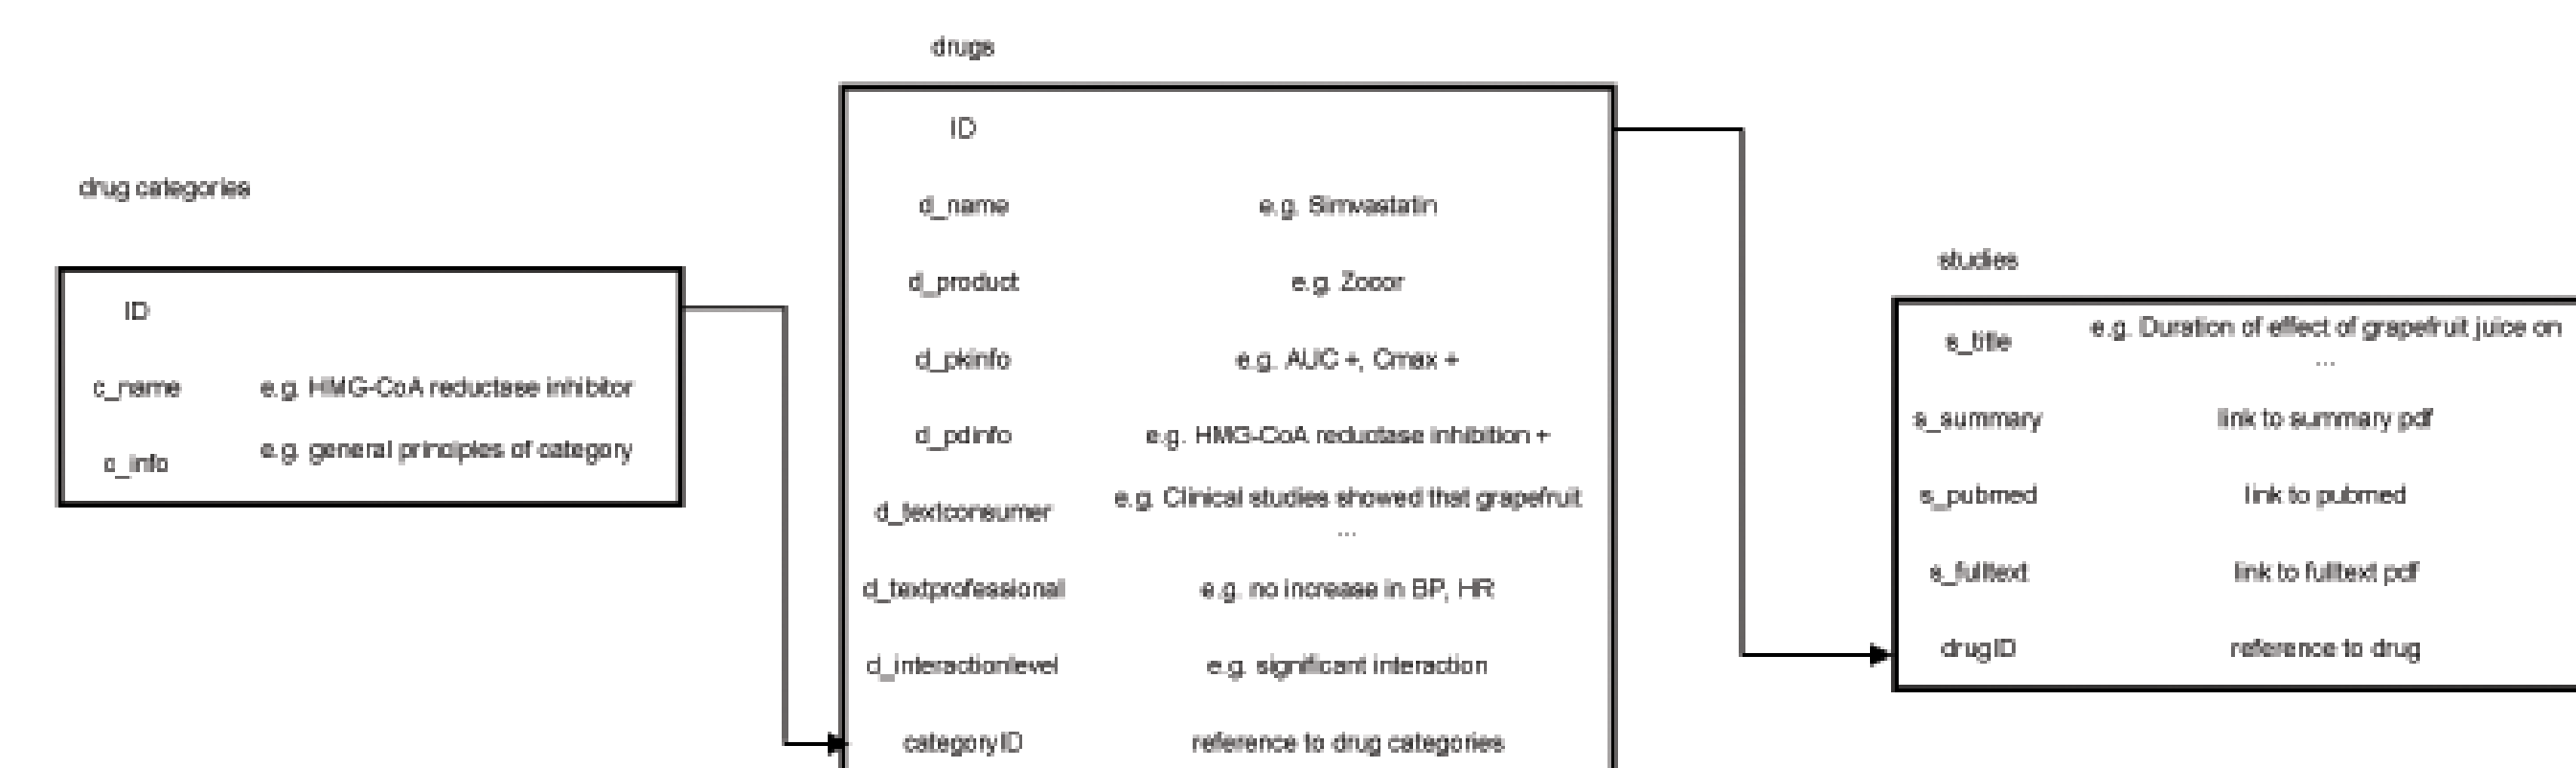 drugs
ID
d_name e.g. Simvastatin
d_product e.g. Zocor
d_pkinfo e.g. AUC +, Cmax +
d_pdinfo e.g. HMG-CoA reductase inhibition +
d_textconsumer e.g. Clinical studies showed that grapefruit
...
d_textprofessional e.g. no increase in BP, HR
d_interactionlevel e.g. significant interaction
categoryID reference to drug categories
drug categories
ID
c_name e.g. HMG-CoA reductase inhibitor
c_info e.g. general principles of category
studies
s_title e.g. Duration of effect of grapefruit juice on
...
s_summary link to summary pdf
s_pubmed link to pubmed
s_fulltext link to fulltext pdf
drugID reference to drug